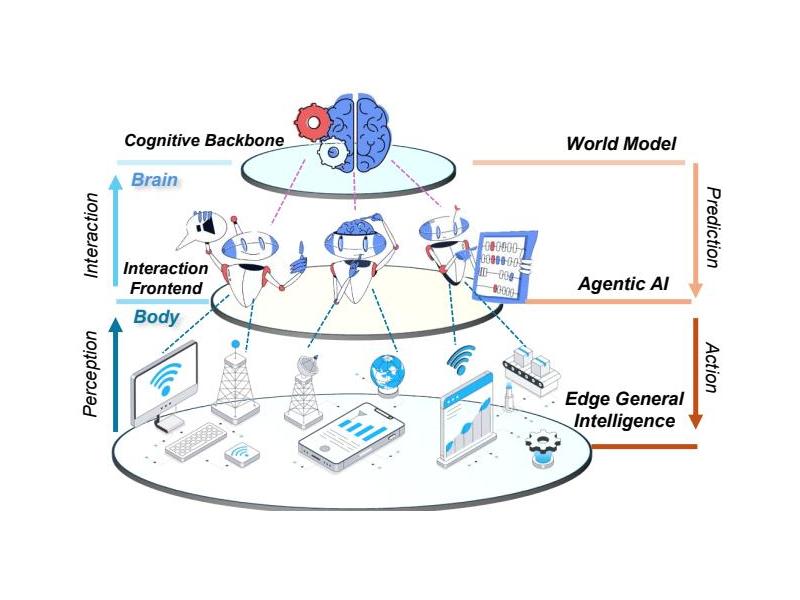 Cognitive Backbone
World Model
Brain
Interaction
Prediction
Interaction
Frontend
Agentic AI
Body
Perception
Action
Edge General
Intelligence